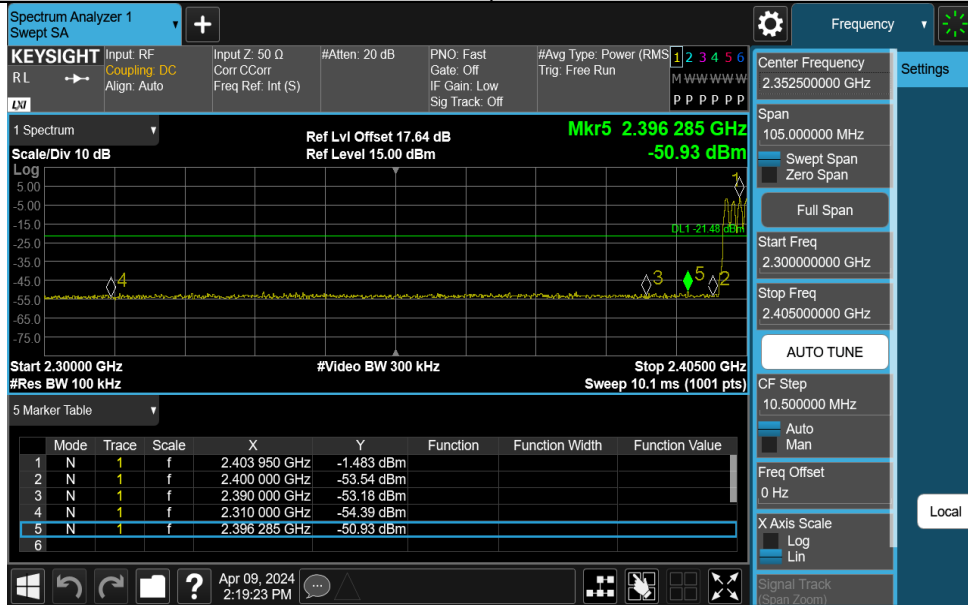 Spectrum Analyzer 1
Swept SA
Frequency
KEYSIGHT
Input: RF
Input Z: 50 Ω
#Atten: 20 dB
PNO: Fast
#Avg Type: Power (RMS
1 2 3 4 5 6
R L
Coupling: DC
Corr CCorr
Gate: Off
Trig: Free Run
M W W W W W
Align: Auto
Freq Ref: Int (S)
IF Gain: Low
P P P P P P
LXI
Sig Track: Off
1 Spectrum
Ref Lvl Offset 17.64 dB
Mkr5 2.396 285 GHz
Scale/Div 10 dB
Ref Level 15.00 dBm
-50.93 dBm
Log
5.00
-5.00
-15.0
-25.0
-35.0
-45.0
-55.0
-65.0
-75.0
1
DL1 -21.48 dBm
4
3
5
2
Start 2.30000 GHz
#Video BW 300 kHz
Stop 2.40500 GHz
#Res BW 100 kHz
Sweep 10.1 ms (1001 pts)
5 Marker Table
Mode Trace Scale X Y Function Function Width Function Value
1 N 1 f 2.403 950 GHz -1.483 dBm
2 N 1 f 2.400 000 GHz -53.54 dBm
3 N 1 f 2.390 000 GHz -53.18 dBm
4 N 1 f 2.310 000 GHz -54.39 dBm
5 N 1 f 2.396 285 GHz -50.93 dBm
6
?
Apr 09, 2024
2:19:23 PM
Center Frequency
2.352500000 GHz
Settings
Span
105.000000 MHz
Swept Span
Zero Span
Full Span
Start Freq
2.300000000 GHz
Stop Freq
2.405000000 GHz
AUTO TUNE
CF Step
10.500000 MHz
Auto
Man
Freq Offset
0 Hz
Local
X Axis Scale
Log
Lin
Signal Track
(Span Zoom)